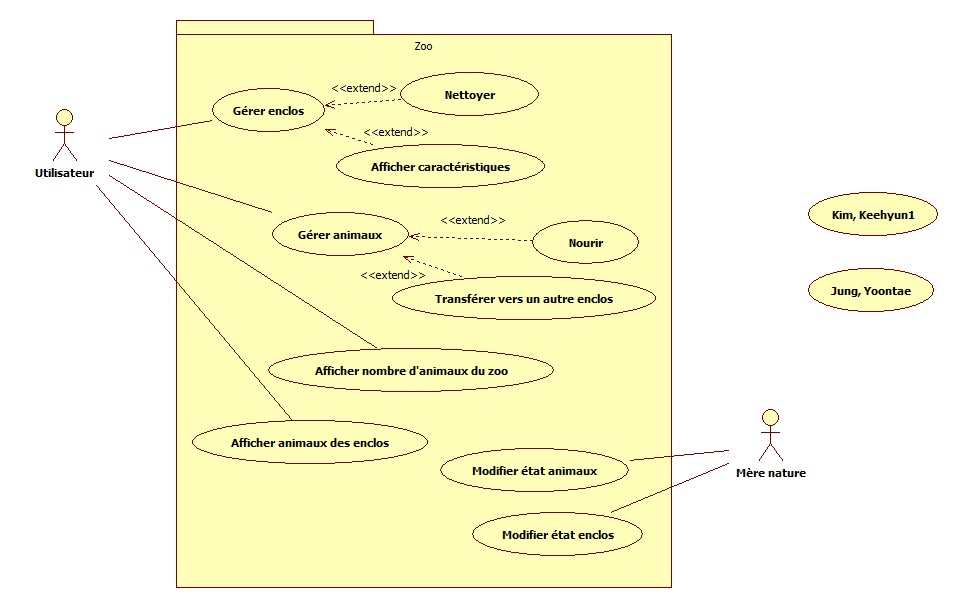 Zoo
<<extend>>
Nettoyer
Gérer enclos
<<extend>>
Afficher caractéristiques
Utilisateur
<<extend>>
Gérer animaux
Nourir
<<extend>>
Transférer vers un autre enclos
Kim, Keehyun1
Jung, Yoontae
Afficher nombre d'animaux du zoo
Afficher animaux des enclos
Modifier état animaux
Mère nature
Modifier état enclos